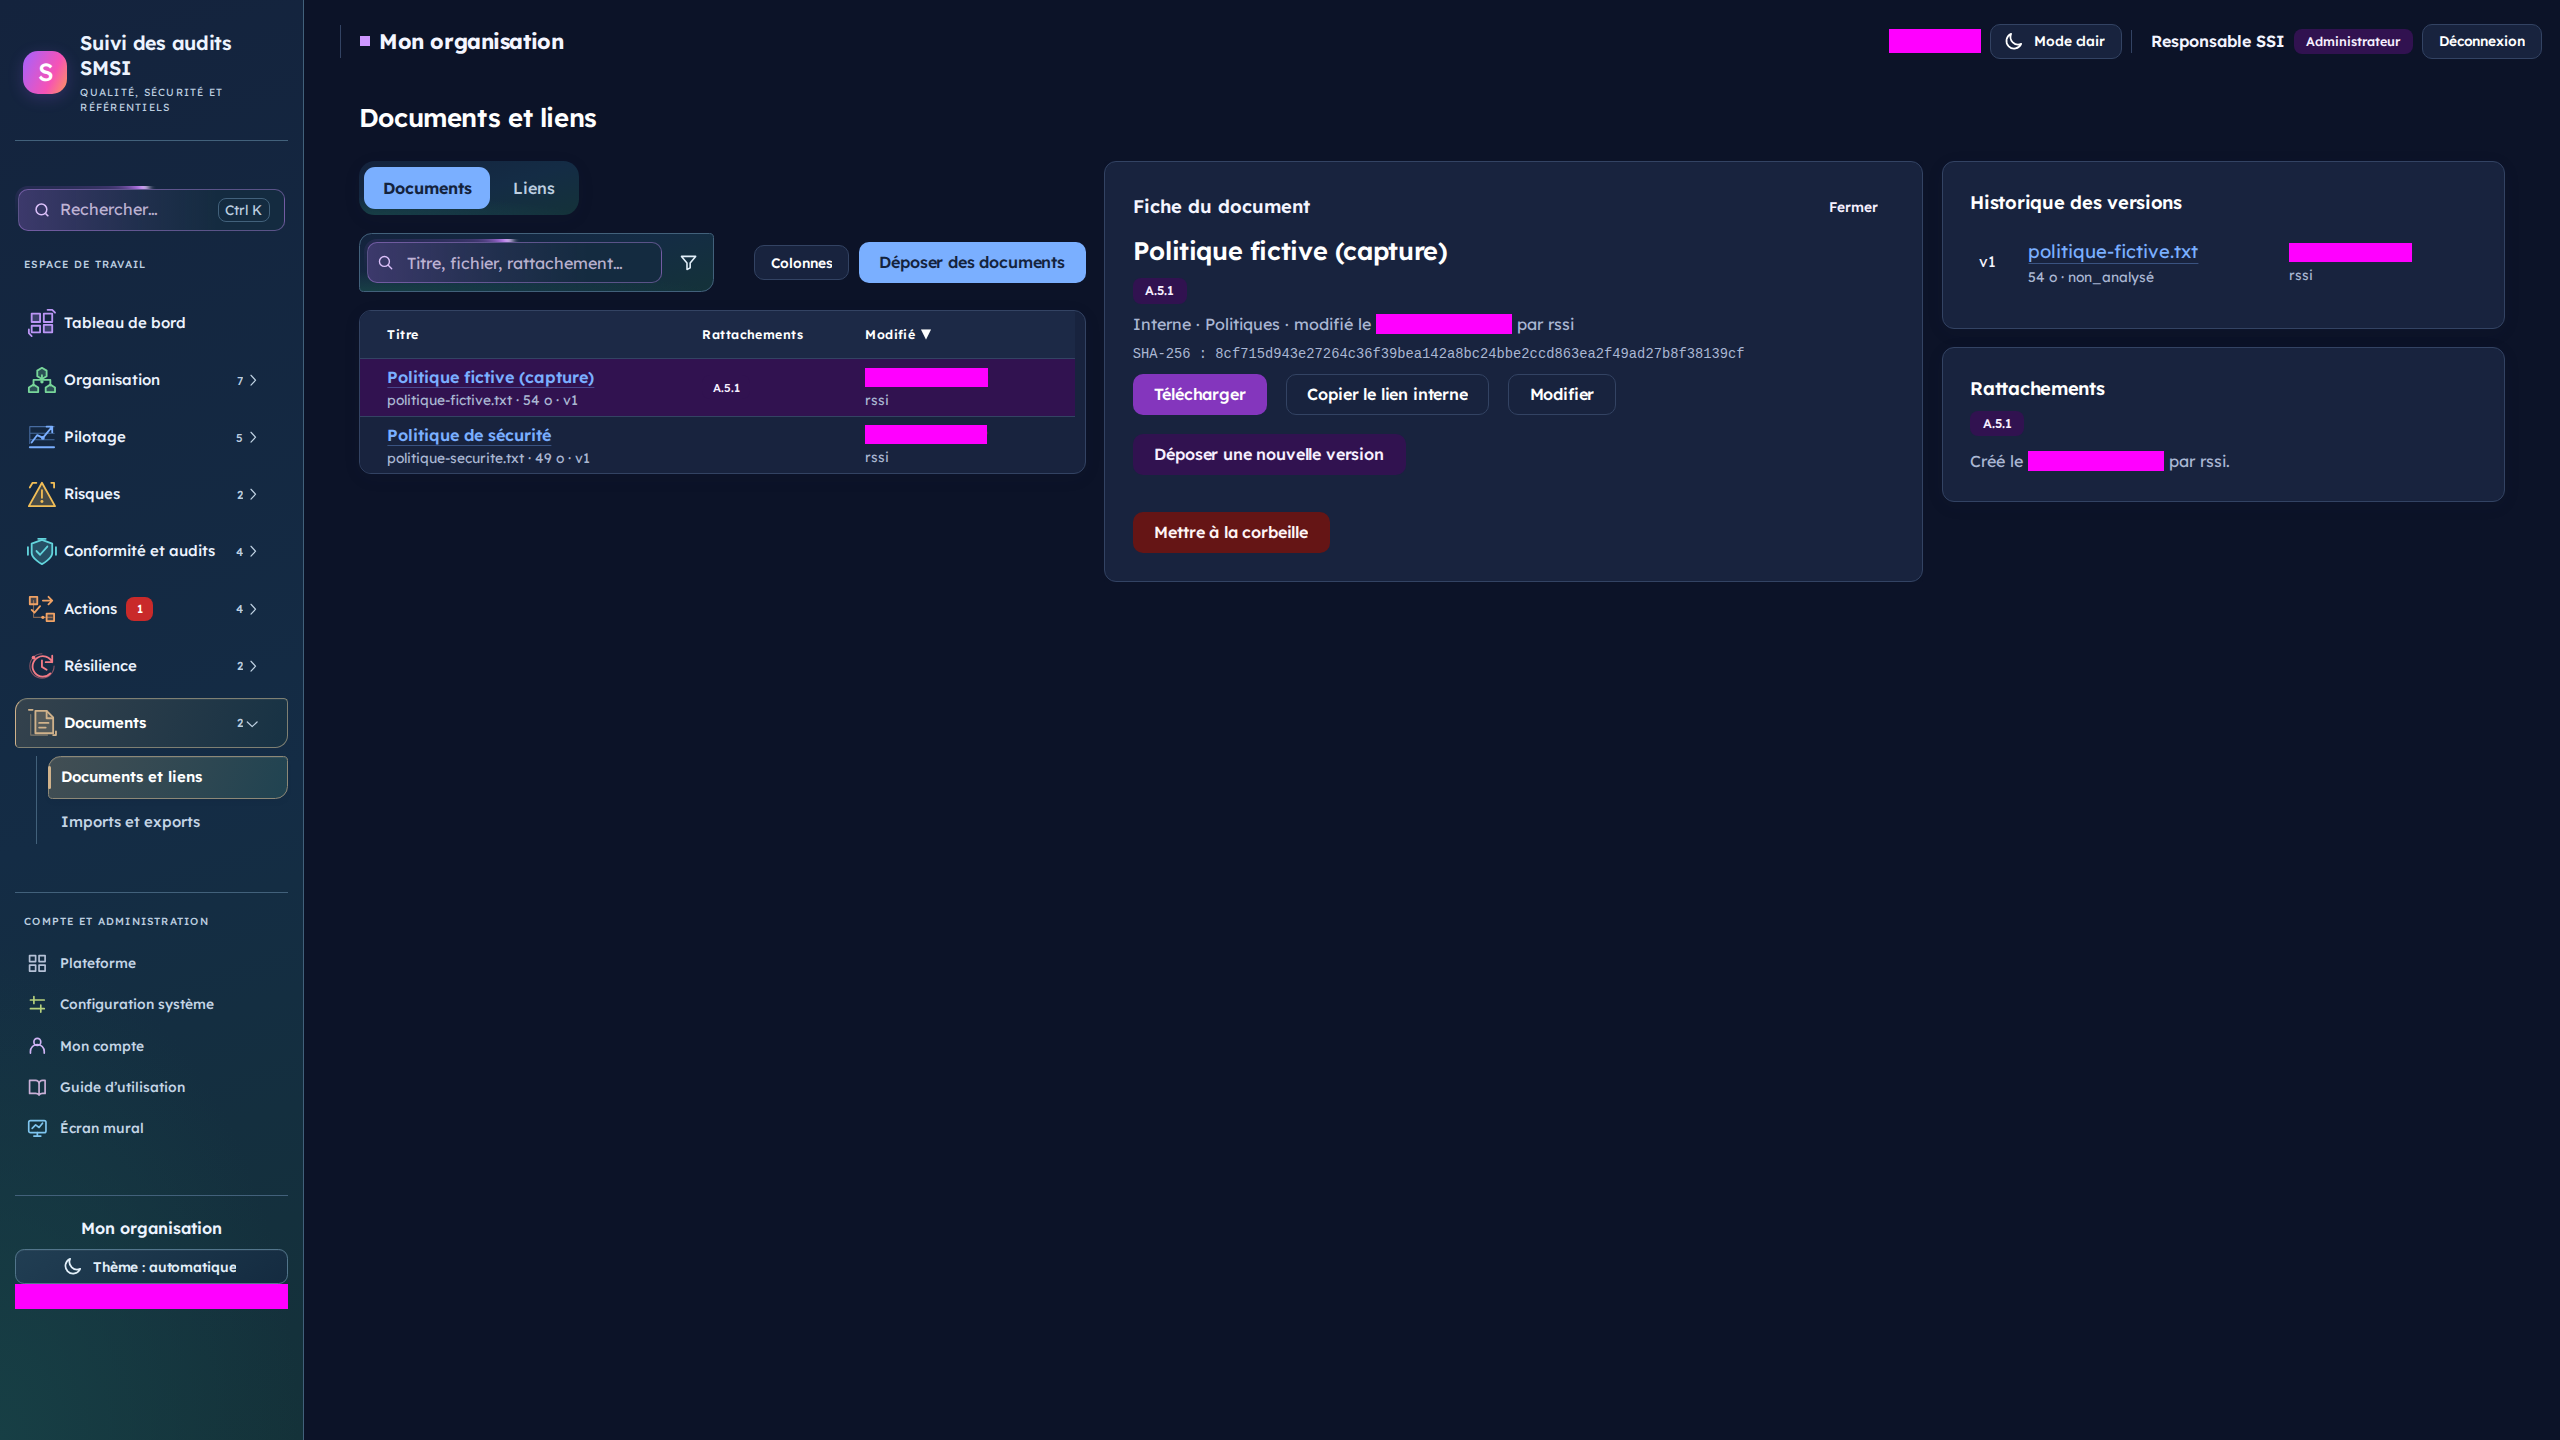 Suivi des audits
SMSI
QUALITÉ, SÉCURITÉ ET
RÉFÉRENTIELS
S
Rechercher...
Ctrl K
ESPACE DE TRAVAIL
Tableau de bord
Organisation 7
Pilotage 5
Risques 2
Conformité et audits 4
Actions 1 4
Résilience 2
Documents 2
Documents et liens
Imports et exports
COMPTE ET ADMINISTRATION
Plateforme
Configuration système
Mon compte
Guide d'utilisation
Écran mural
Mon organisation
Thème : automatique
Mon organisation
Mode clair
Responsable SSI
Administrateur
Déconnexion
Documents et liens
Documents
Liens
Titre, fichier, rattachement...
Colonnes
Déposer des documents
Titre Rattachements Modifié ▼
Politique fictive (capture)
politique-fictive.txt · 54 o · v1
A.5.1
rssi
Politique de sécurité
politique-securite.txt · 49 o · v1
rssi
Fiche du document
Fermer
Politique fictive (capture)
A.5.1
Interne · Politiques · modifié le par rssi
SHA-256 : 8cf715d943e27264c36f39bea142a8bc24bbe2ccd863ea2f49ad27b8f38139cf
Télécharger
Copier le lien interne
Modifier
Déposer une nouvelle version
Mettre à la corbeille
Historique des versions
v1
politique-fictive.txt
54 o · non_analysé
rssi
Rattachements
A.5.1
Créé le par rssi.